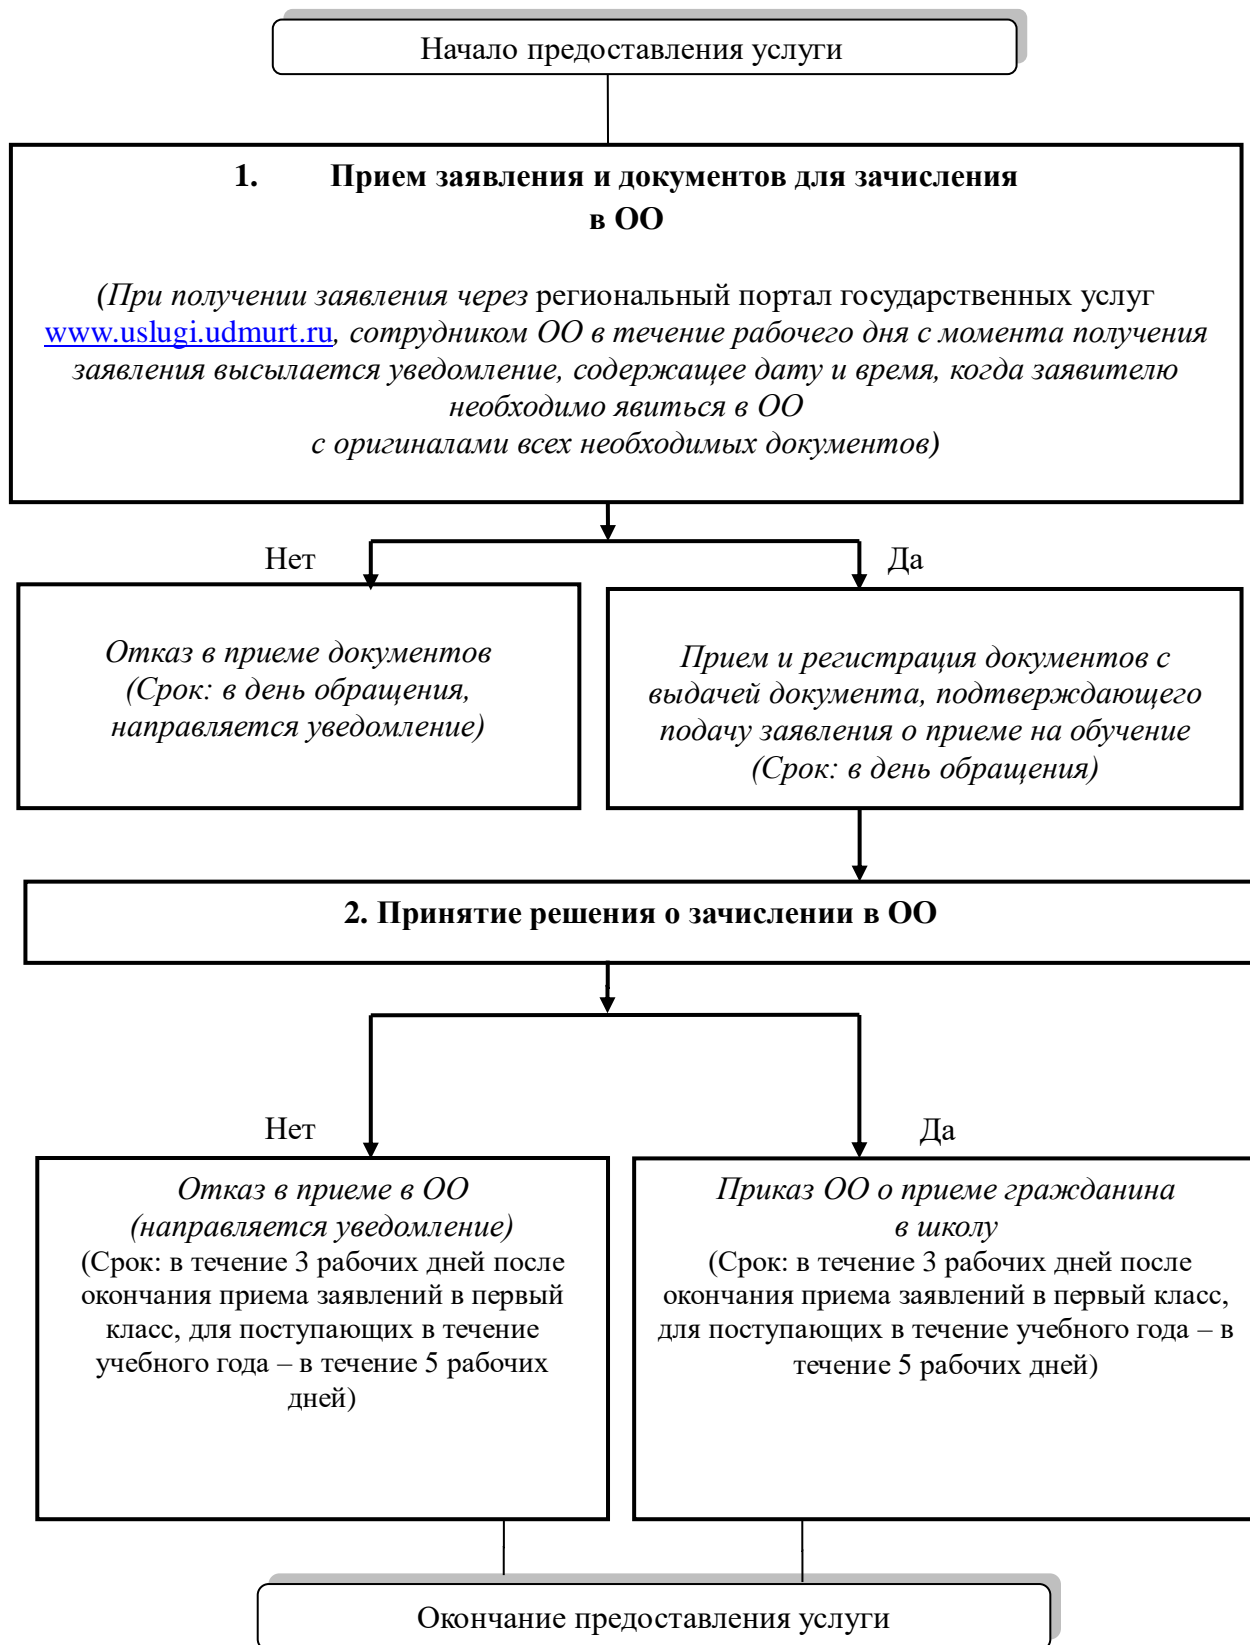 Начало предоставления услуги
1. Прием заявления и документов для зачисления
в ОО
(При получении заявления через региональный портал государственных услуг
www.uslugi.udmurt.ru, сотрудником ОО в течение рабочего дня с момента получения
заявления высылается уведомление, содержащее дату и время, когда заявителю
необходимо явиться в ОО
с оригиналами всех необходимых документов)
Нет
Да
Отказ в приеме документов
(Срок: в день обращения,
направляется уведомление)
Прием и регистрация документов с
выдачей документа, подтверждающего
подачу заявления о приеме на обучение
(Срок: в день обращения)
2. Принятие решения о зачислении в ОО
Нет
Да
Отказ в приеме в ОО
(направляется уведомление)
(Срок: в течение 3 рабочих дней после
окончания приема заявлений в первый
класс, для поступающих в течение
учебного года – в течение 5 рабочих
дней)
Приказ ОО о приеме гражданина
в школу
(Срок: в течение 3 рабочих дней после
окончания приема заявлений в первый класс,
для поступающих в течение учебного года – в
течение 5 рабочих дней)
Окончание предоставления услуги